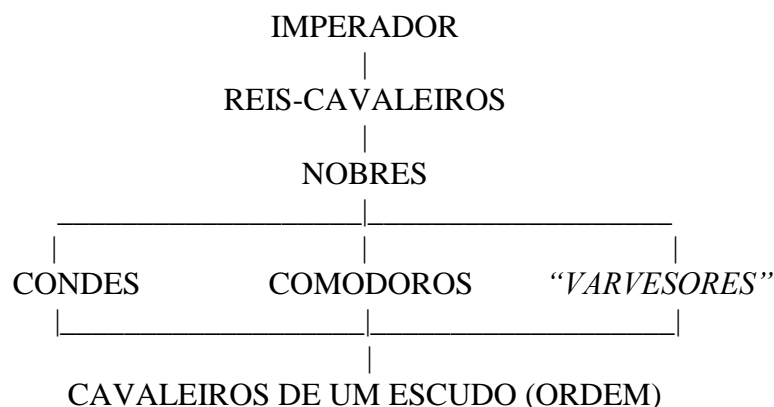 IMPERADOR
REIS-CAVALEIROS
NOBRES
CONDES COMODOROS “VARVESORES”
CAVALEIROS DE UM ESCUDO (ORDEM)